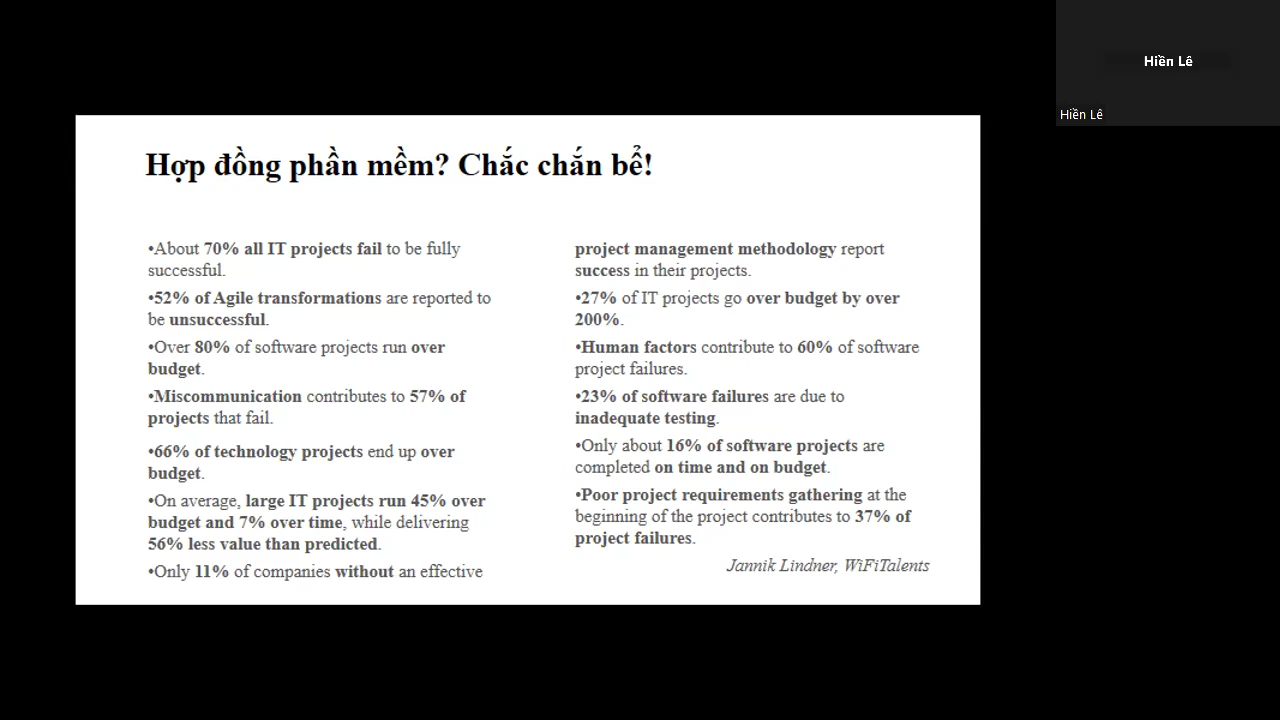 Hiền Lê
Hiền Lê
Hợp đồng phần mềm? Chắc chắn bể!
•About 70% all IT projects fail to be fully
successful.
•52% of Agile transformations are reported to
be unsuccessful.
•Over 80% of software projects run over
budget.
•Miscommunication contributes to 57% of
projects that fail.
•66% of technology projects end up over
budget.
•On average, large IT projects run 45% over
budget and 7% over time, while delivering
56% less value than predicted.
•Only 11% of companies without an effective
project management methodology report
success in their projects.
•27% of IT projects go over budget by over
200%.
•Human factors contribute to 60% of software
project failures.
•23% of software failures are due to
inadequate testing.
•Only about 16% of software projects are
completed on time and on budget.
•Poor project requirements gathering at the
beginning of the project contributes to 37% of
project failures.
Jannik Lindner, WiFiTalents